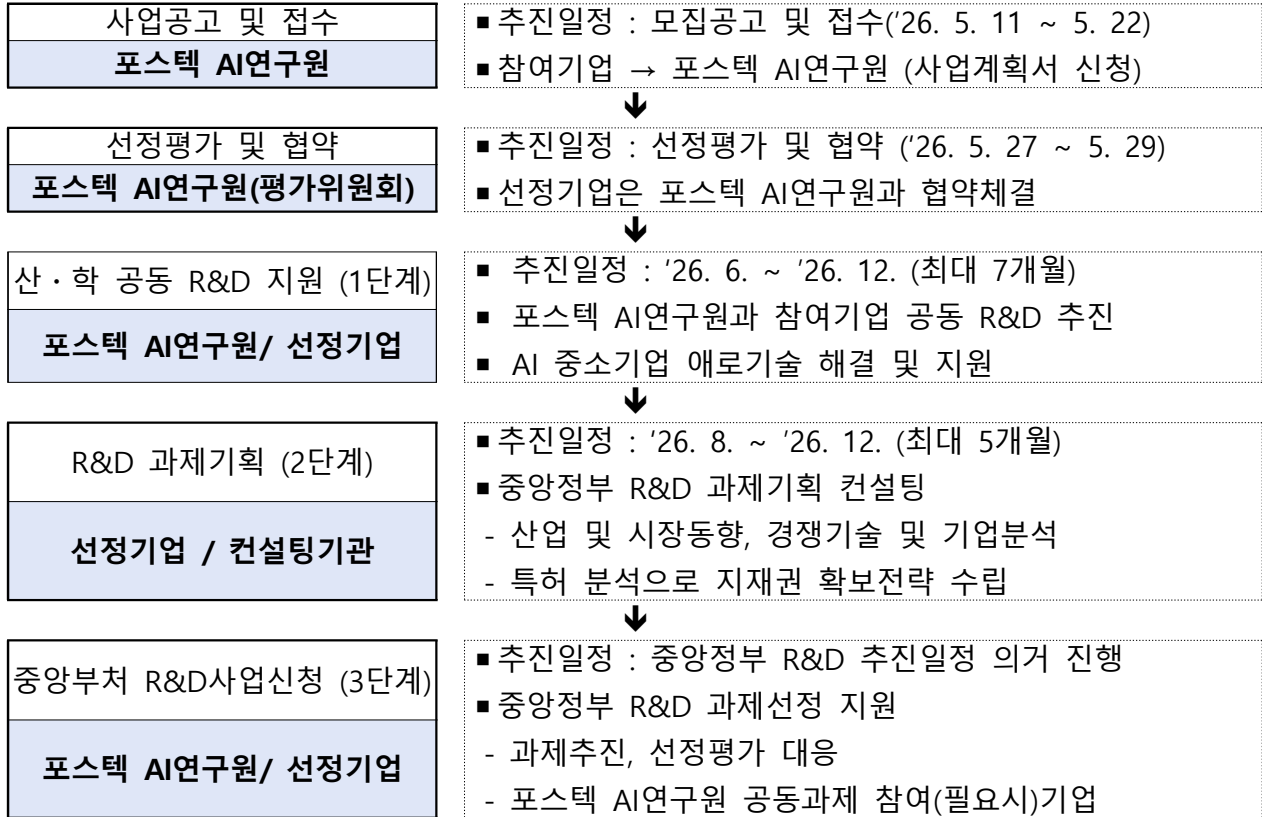 사업공고 및 접수
포스텍 AI연구원
▪추진일정 : 모집공고 및 접수('26. 5. 11 ~ 5. 22)
▪참여기업 → 포스텍 AI연구원 (사업계획서 신청)
🡻
선정평가 및 협약
포스텍 AI연구원(평가위원회)
▪추진일정 : 선정평가 및 협약 ('26. 5. 27 ~ 5. 29)
▪선정기업은 포스텍 AI연구원과 협약체결
🡻
산・학 공동 R&D 지원 (1단계)
포스텍 AI연구원/ 선정기업
▪ 추진일정 : '26. 6. ~ '26. 12. (최대 7개월)
▪ 포스텍 AI연구원과 참여기업 공동 R&D 추진
▪ AI 중소기업 애로기술 해결 및 지원
🡻
R&D 과제기획 (2단계)
선정기업 / 컨설팅기관
▪추진일정 : '26. 8. ~ '26. 12. (최대 5개월)
▪중앙정부 R&D 과제기획 컨설팅
- 산업 및 시장동향, 경쟁기술 및 기업분석
- 특허 분석으로 지재권 확보전략 수립
🡻
중앙부처 R&D사업신청 (3단계)
포스텍 AI연구원/ 선정기업
▪추진일정 : 중앙정부 R&D 추진일정 의거 진행
▪중앙정부 R&D 과제선정 지원
- 과제추진, 선정평가 대응
- 포스텍 AI연구원 공동과제 참여(필요시)기업